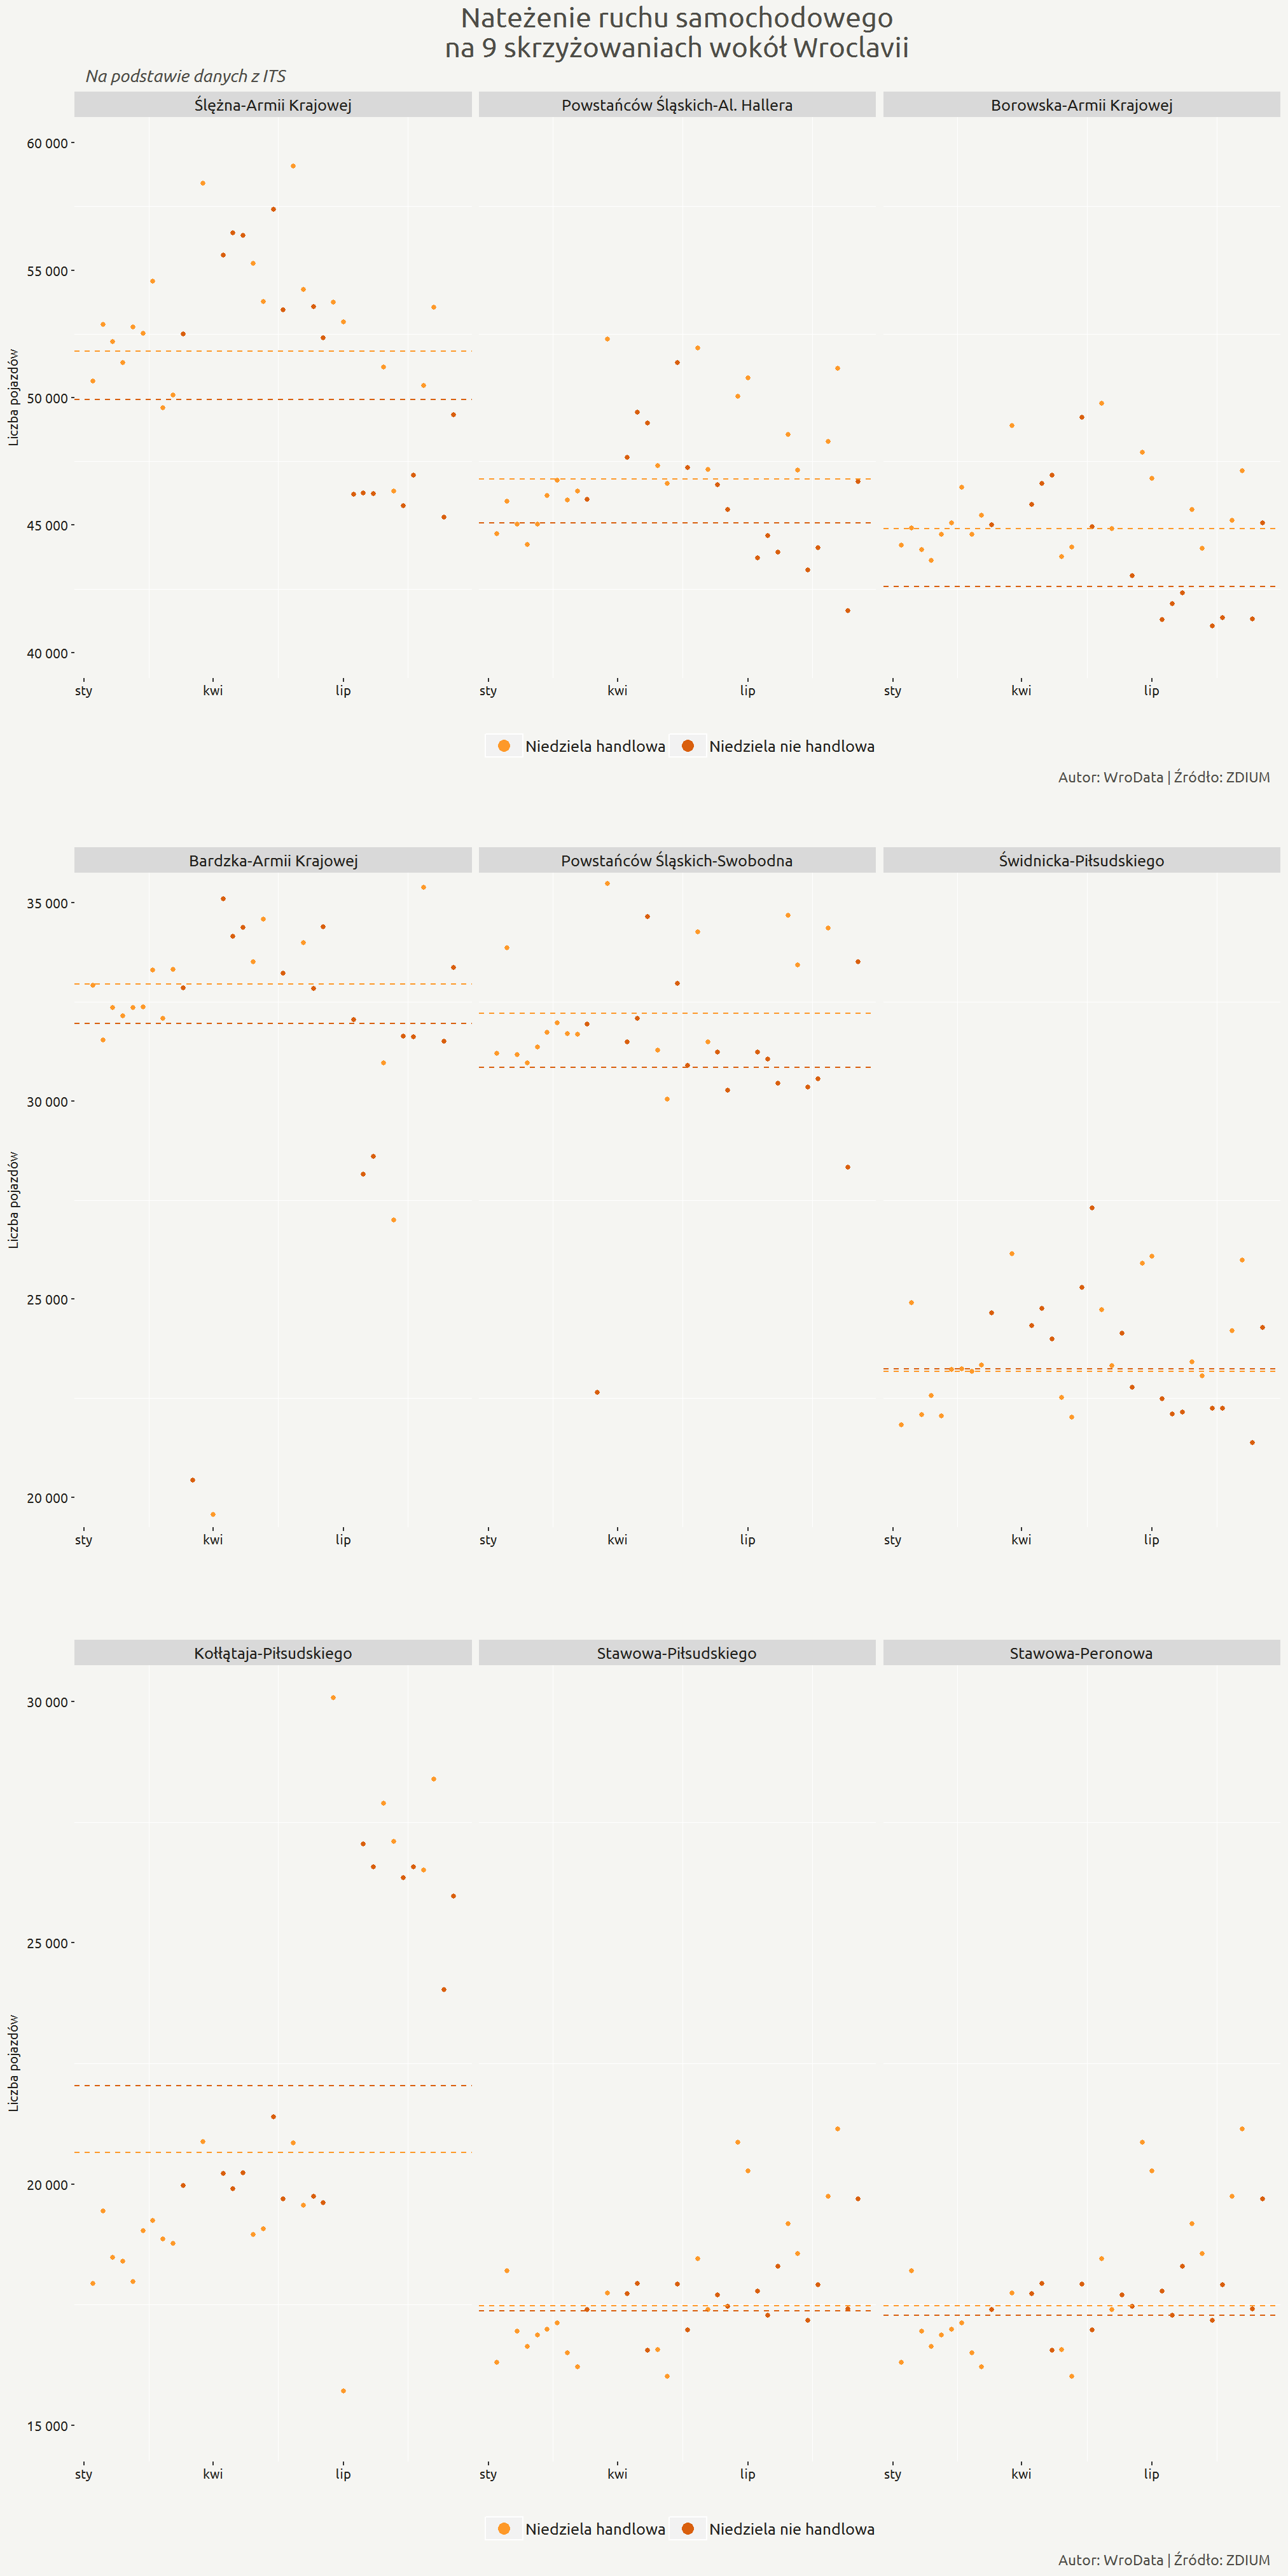 Nateżenie ruchu samochodowego
na 9 skrzyżowaniach wokół Wroclavii
Na podstawie danych z ITS
Ślężna-Armii Krajowej
Powstańców Śląskich-Al. Hallera
Borowska-Armii Krajowej
Liczba pojazdów
60 000
55 000
50 000
45 000
40 000
sty kwi lip
sty kwi lip
sty kwi lip
Niedziela handlowa Niedziela nie handlowa
Autor: WroData | Źródło: ZDIUM
Bardzka-Armii Krajowej
Powstańców Śląskich-Swobodna
Świdnicka-Piłsudskiego
Liczba pojazdów
35 000
30 000
25 000
20 000
sty kwi lip
sty kwi lip
sty kwi lip
Kołłątaja-Piłsudskiego
Stawowa-Piłsudskiego
Stawowa-Peronowa
Liczba pojazdów
30 000
25 000
20 000
15 000
sty kwi lip
sty kwi lip
sty kwi lip
Niedziela handlowa Niedziela nie handlowa
Autor: WroData | Źródło: ZDIUM